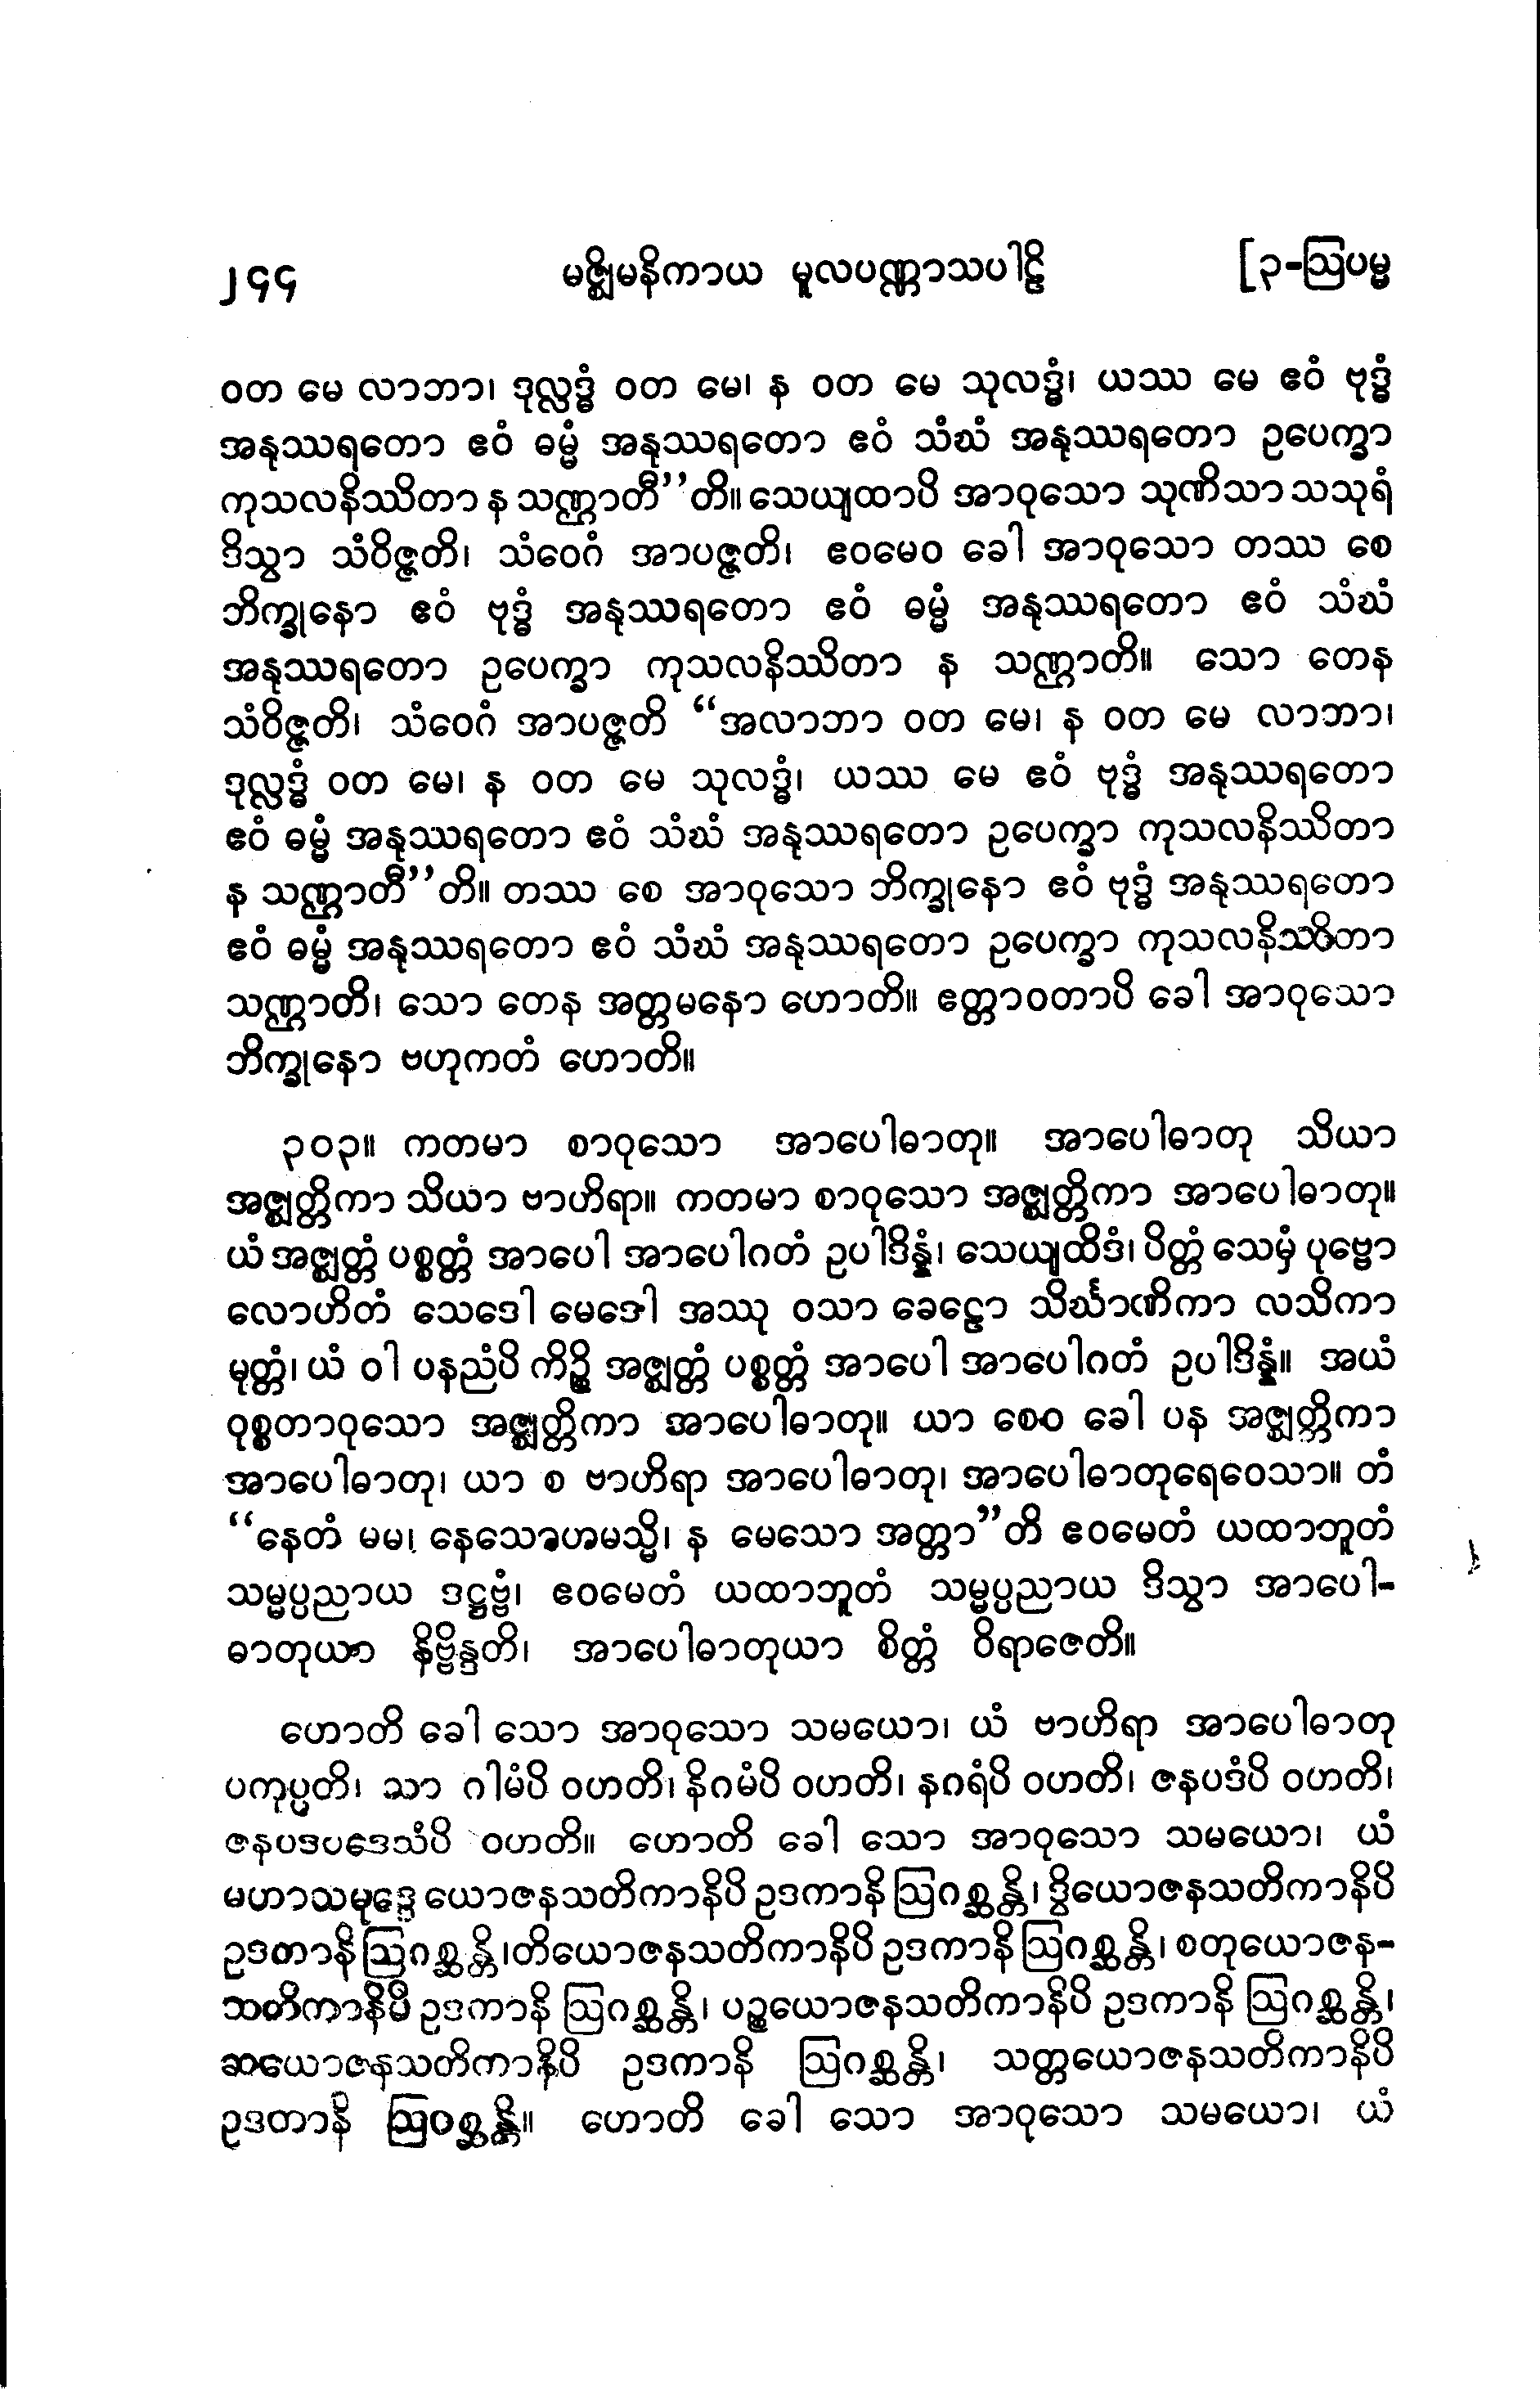 ၂၄၄ မဇ္ဈိမနိကာယ မူလပဏ္ဏာသပါဠိ [၃-ဩပမ္မ
ဝတ မေ လာဘာ၊ ဒုလ္လဒ္ဓံ ဝတ မေ၊ န ဝတ မေ သုလဒ္ဓံ၊ ယဿ မေ ဧဝံ ဗုဒ္ဓံ
အနုဿရတော ဧဝံ ဓမ္မံ အနုဿရတော ဧဝံ သံဃံ အနုဿရတော ဥပေက္ခာ
ကုသလနိဿိတာ န သဏ္ဌာတီ”တိ။ သေယျထာပိ အာဝုသော သုဏိသာ သသုရံ
ဒိသွာ သံဝိဇ္ဇတိ၊ သံဝေဂံ အာပဇ္ဇတိ၊ ဧဝမေဝ ခေါ အာဝုသော တဿ စေ
ဘိက္ခုနော ဧဝံ ဗုဒ္ဓံ အနုဿရတော ဧဝံ ဓမ္မံ အနုဿရတော ဧဝံ သံဃံ
အနုဿရတော ဥပေက္ခာ ကုသလနိဿိတာ န သဏ္ဌာတိ။ သော တေန
သံဝိဇ္ဇတိ၊ သံဝေဂံ အာပဇ္ဇတိ “အလာဘာ ဝတ မေ၊ န ဝတ မေ လာဘာ၊
ဒုလ္လဒ္ဓံ ဝတ မေ၊ န ဝတ မေ သုလဒ္ဓံ၊ ယဿ မေ ဧဝံ ဗုဒ္ဓံ အနုဿရတော
ဧဝံ ဓမ္မံ အနုဿရတော ဧဝံ သံဃံ အနုဿရတော ဥပေက္ခာ ကုသလနိဿိတာ
န သဏ္ဌာတီ”တိ။ တဿ စေ အာဝုသော ဘိက္ခုနော ဧဝံ ဗုဒ္ဓံ အနုဿရတော
ဧဝံ ဓမ္မံ အနုဿရတော ဧဝံ သံဃံ အနုဿရတော ဥပေက္ခာ ကုသလနိဿိတာ
သဏ္ဌာတိ၊ သော တေန အတ္တမနော ဟောတိ။ ဧတ္တာဝတာပိ ခေါ အာဝုသော
ဘိက္ခုနော ဗဟုကတံ ဟောတိ။
၃၀၃။ ကတမာ စာဝုသော အာပေါဓာတု။ အာပေါဓာတု သိယာ
အဇ္ဈတ္တိကာ သိယာ ဗာဟိရာ။ ကတမာ စာဝုသော အဇ္ဈတ္တိကာ အာပေါဓာတု။
ယံ အဇ္ဈတ္တံ ပစ္စတ္တံ အာပေါ အာပေါဂတံ ဥပါဒိန္နံ၊ သေယျထိဒံ၊ ပိတ္တံ သေမှံ ပုဗ္ဗော
လောဟိတံ သေဒေါ မေဒေါ အဿု ဝသာ ခေဠော သိင်္ဃာဏိကာ လသိကာ
မုတ္တံ၊ ယံ ဝါ ပနညံပိ ကိဉ္စိ အဇ္ဈတ္တံ ပစ္စတ္တံ အာပေါ အာပေါဂတံ ဥပါဒိန္နံ။ အယံ
ဝုစ္စတာဝုသော အဇ္ဈတ္တိကာ အာပေါဓာတု။ ယာ စေဝ ခေါ ပန အဇ္ဈတ္တိကာ
အာပေါဓာတု၊ ယာ စ ဗာဟိရာ အာပေါဓာတု၊ အာပေါဓာတုရေဝေသာ။ တံ
“နေတံ မမ၊ နေသောဟမသ္မိ၊ န မေသော အတ္တာ”တိ ဧဝမေတံ ယထာဘူတံ
သမ္မပ္ပညာယ ဒဋ္ဌဗ္ဗံ၊ ဧဝမေတံ ယထာဘူတံ သမ္မပ္ပညာယ ဒိသွာ အာပေါ-
ဓာတုယာ နိဗ္ဗိန္ဒတိ၊ အာပေါဓာတုယာ စိတ္တံ ဝိရာဇေတိ။
ဟောတိ ခေါ သော အာဝုသော သမယော၊ ယံ ဗာဟိရာ အာပေါဓာတု
ပကုပ္ပတိ၊ သာ ဂါမံပိ ဝဟတိ၊ နိဂမံပိ ဝဟတိ၊ နဂရံပိ ဝဟတိ၊ ဇနပဒံပိ ဝဟတိ၊
ဇနပဒပဒေသံပိ ဝဟတိ။ ဟောတိ ခေါ သော အာဝုသော သမယော၊ ယံ
မဟာသမုဒ္ဒေ ယောဇနသတိကာနိပိ ဥဒကာနိ ဩဂစ္ဆန္တိ၊ ဒွိယောဇနသတိကာနိပိ
ဥဒကာနိ ဩဂစ္ဆန္တိ၊ တိယောဇနသတိကာနိပိ ဥဒကာနိ ဩဂစ္ဆန္တိ၊ စတုယောဇန-
သတိကာနိပိ ဥဒကာနိ ဩဂစ္ဆန္တိ၊ ပဉ္စယောဇနသတိကာနိပိ ဥဒကာနိ ဩဂစ္ဆန္တိ၊
ဆယောဇနသတိကာနိပိ ဥဒကာနိ ဩဂစ္ဆန္တိ၊ သတ္တယောဇနသတိကာနိပိ
ဥဒကာနိ ဩဂစ္ဆန္တိ။ ဟောတိ ခေါ သော အာဝုသော သမယော၊ ယံ